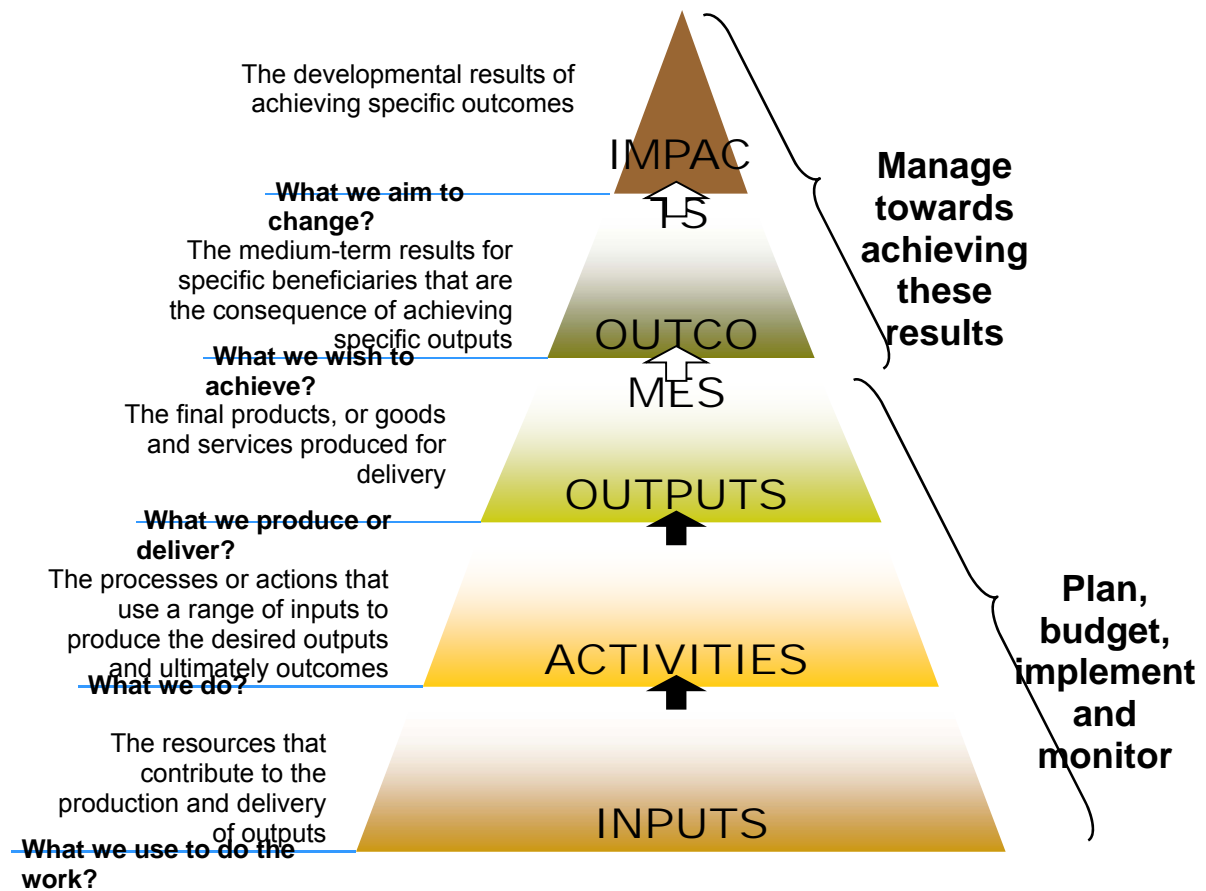 The developmental results of
achieving specific outcomes
IMPAC
TS
What we aim to
change?
The medium-term results for
specific beneficiaries that are
the consequence of achieving
specific outputs
OUTCO
MES
What we wish to
achieve?
The final products, or goods
and services produced for
delivery
OUTPUTS
What we produce or
deliver?
The processes or actions that
use a range of inputs to
produce the desired outputs
and ultimately outcomes
ACTIVITIES
What we do?
The resources that
contribute to the
production and delivery
of outputs
INPUTS
What we use to do the
work?
Manage
towards
achieving
these
results
Plan,
budget,
implement
and
monitor